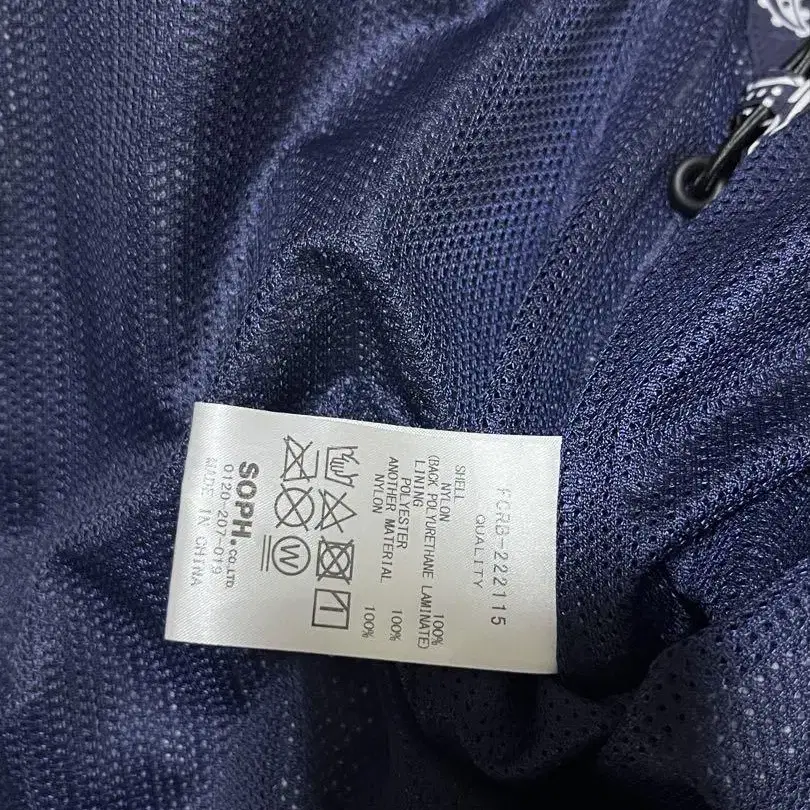 FCRB-222115
QUALITY
SHELL
NYLON 100%
(BACK POLYURETHANE LAMINATE)
LINING
POLYESTER 100%
ANOTHER MATERIAL
NYLON 100%
W
SOPH.CO.,LTD.
0120-207-019
MADE IN CHINA